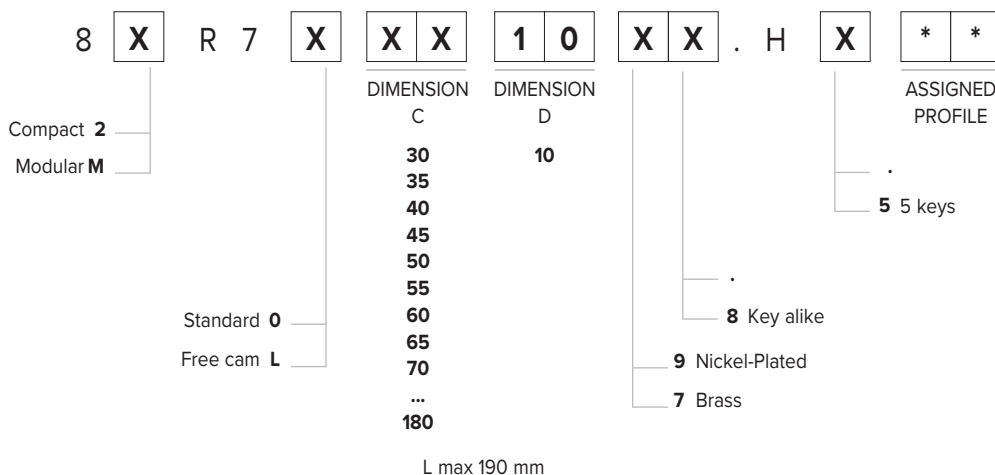 8 X R 7 X X X 1 0 X X . H X * *
DIMENSION C
DIMENSION D
ASSIGNED PROFILE
Compact 2
Modular M
30
10
35
.
40
5 5 keys
45
50
55
.
60
Standard 0
8 Key alike
65
Free cam L
70
9 Nickel-Plated
...
7 Brass
180
L max 190 mm